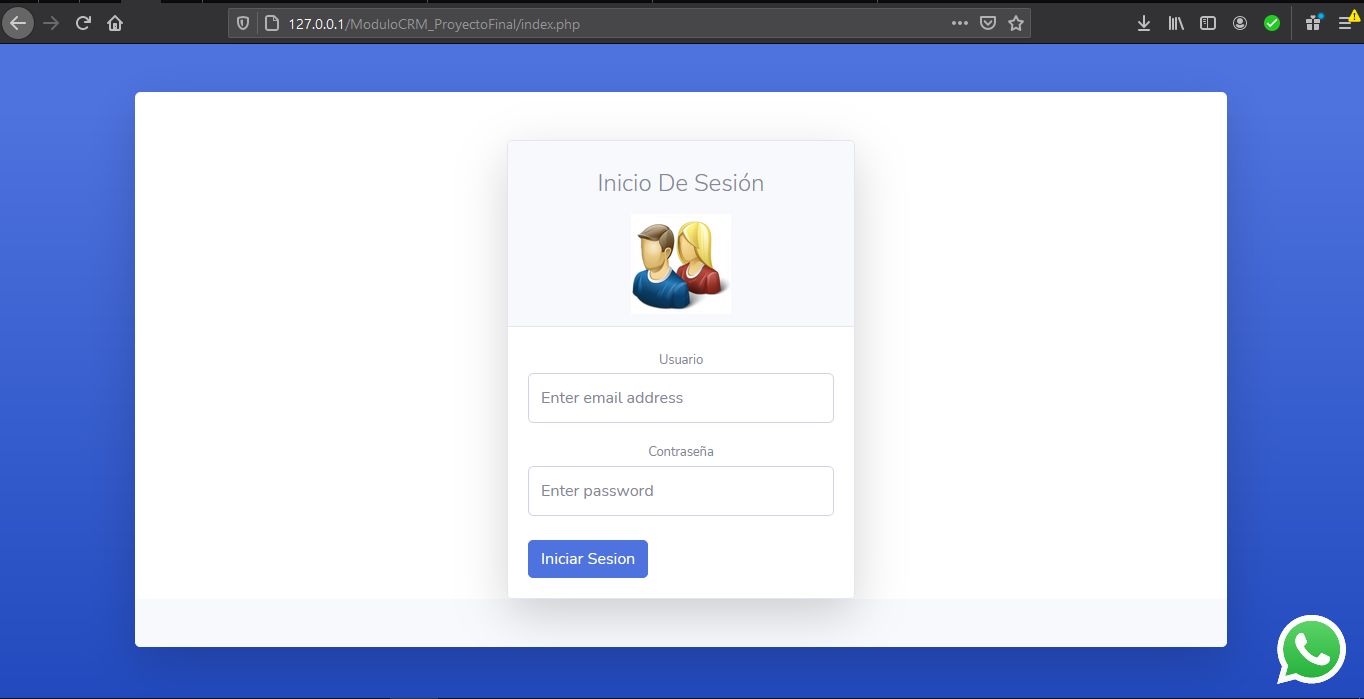 127.0.0.1/ModuloCRM_ProyectoFinal/index.php
Inicio De Sesión
Usuario
Enter email address
Contraseña
Enter password
Iniciar Sesion